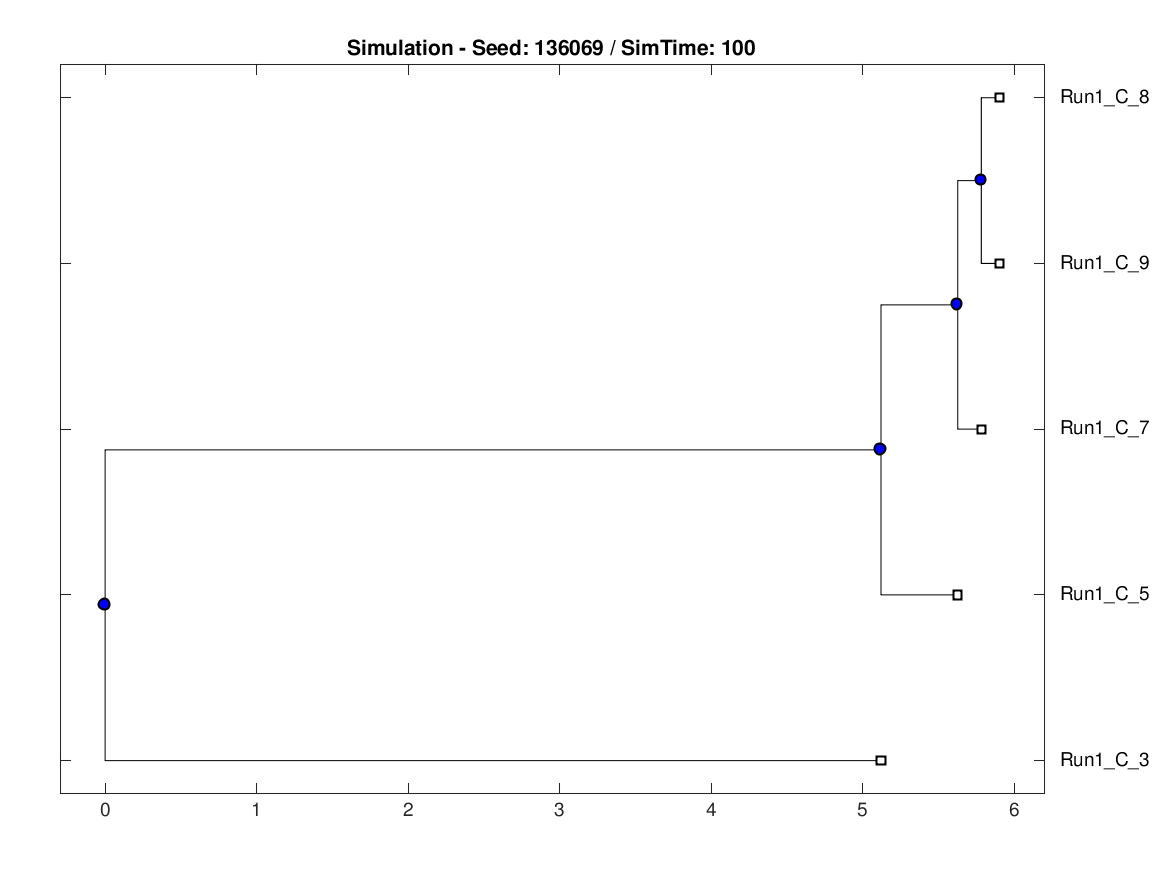 Simulation - Seed: 136069 / SimTime: 100
Run1_C_8
Run1_C_9
Run1_C_7
Run1_C_5
Run1_C_3
0 1 2 3 4 5 6